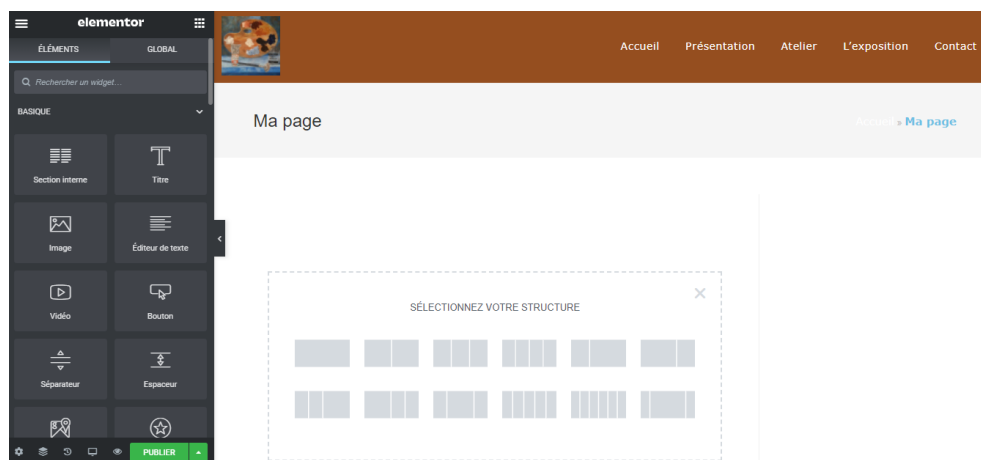 elementor
ÉLÉMENTS GLOBAL
Rechercher un widget...
BASIQUE
Section interne Titre
Image Éditeur de texte
Vidéo Bouton
Séparateur Espaceur
PUBLIER
Accueil Présentation Atelier L'exposition Contact
Ma page
Accueil » Ma page
SÉLECTIONNEZ VOTRE STRUCTURE